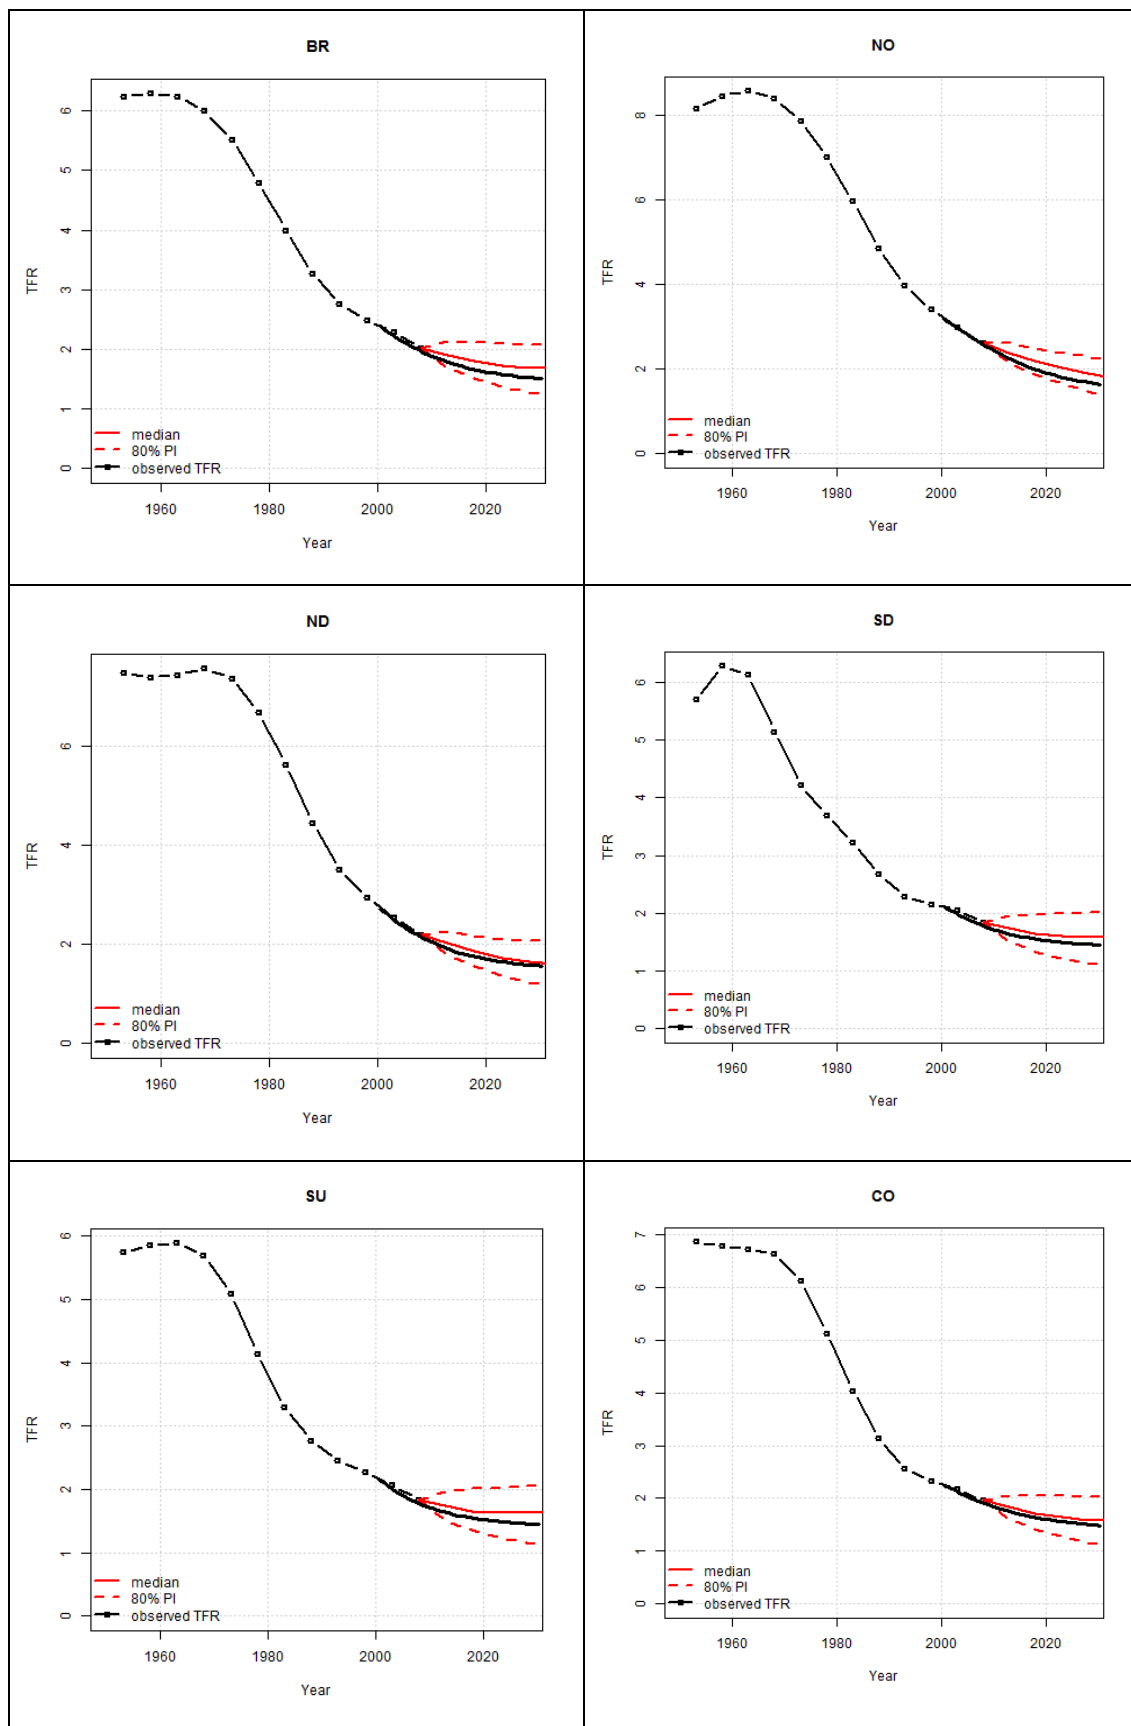 BR
6
5
4
3
2
1
0
TFR
median
80% PI
observed TFR
1960 1980 2000 2020
Year
NO
8
6
4
2
0
TFR
median
80% PI
observed TFR
1960 1980 2000 2020
Year
ND
6
4
2
0
TFR
median
80% PI
observed TFR
1960 1980 2000 2020
Year
SD
6
5
4
3
2
1
0
TFR
median
80% PI
observed TFR
1960 1980 2000 2020
Year
SU
6
5
4
3
2
1
0
TFR
median
80% PI
observed TFR
1960 1980 2000 2020
Year
CO
7
6
5
4
3
2
1
0
TFR
median
80% PI
observed TFR
1960 1980 2000 2020
Year